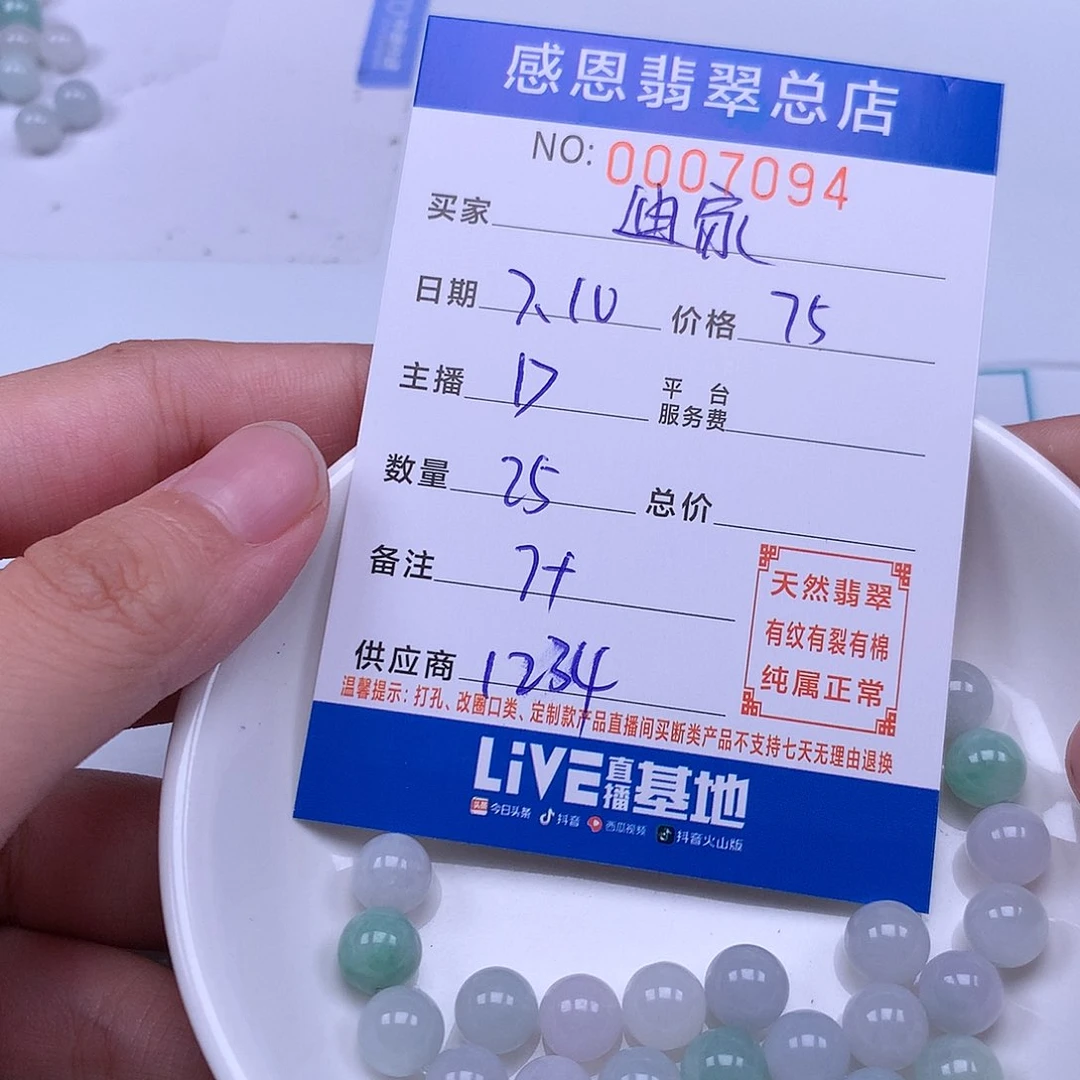 感恩翡翠总店
NO: 0007094
买家
日期 7.10 价格 75
主播 17 平台服务费
数量 25 总价
备注 7+
供应商 1234
天然翡翠
有纹有裂有棉
纯属正常
温馨提示：打孔、改圈口类、定制款产品直播间买断类产品不支持七天无理由退换
LiVE直播基地
头条 今日头条 抖音 西瓜视频 抖音火山版